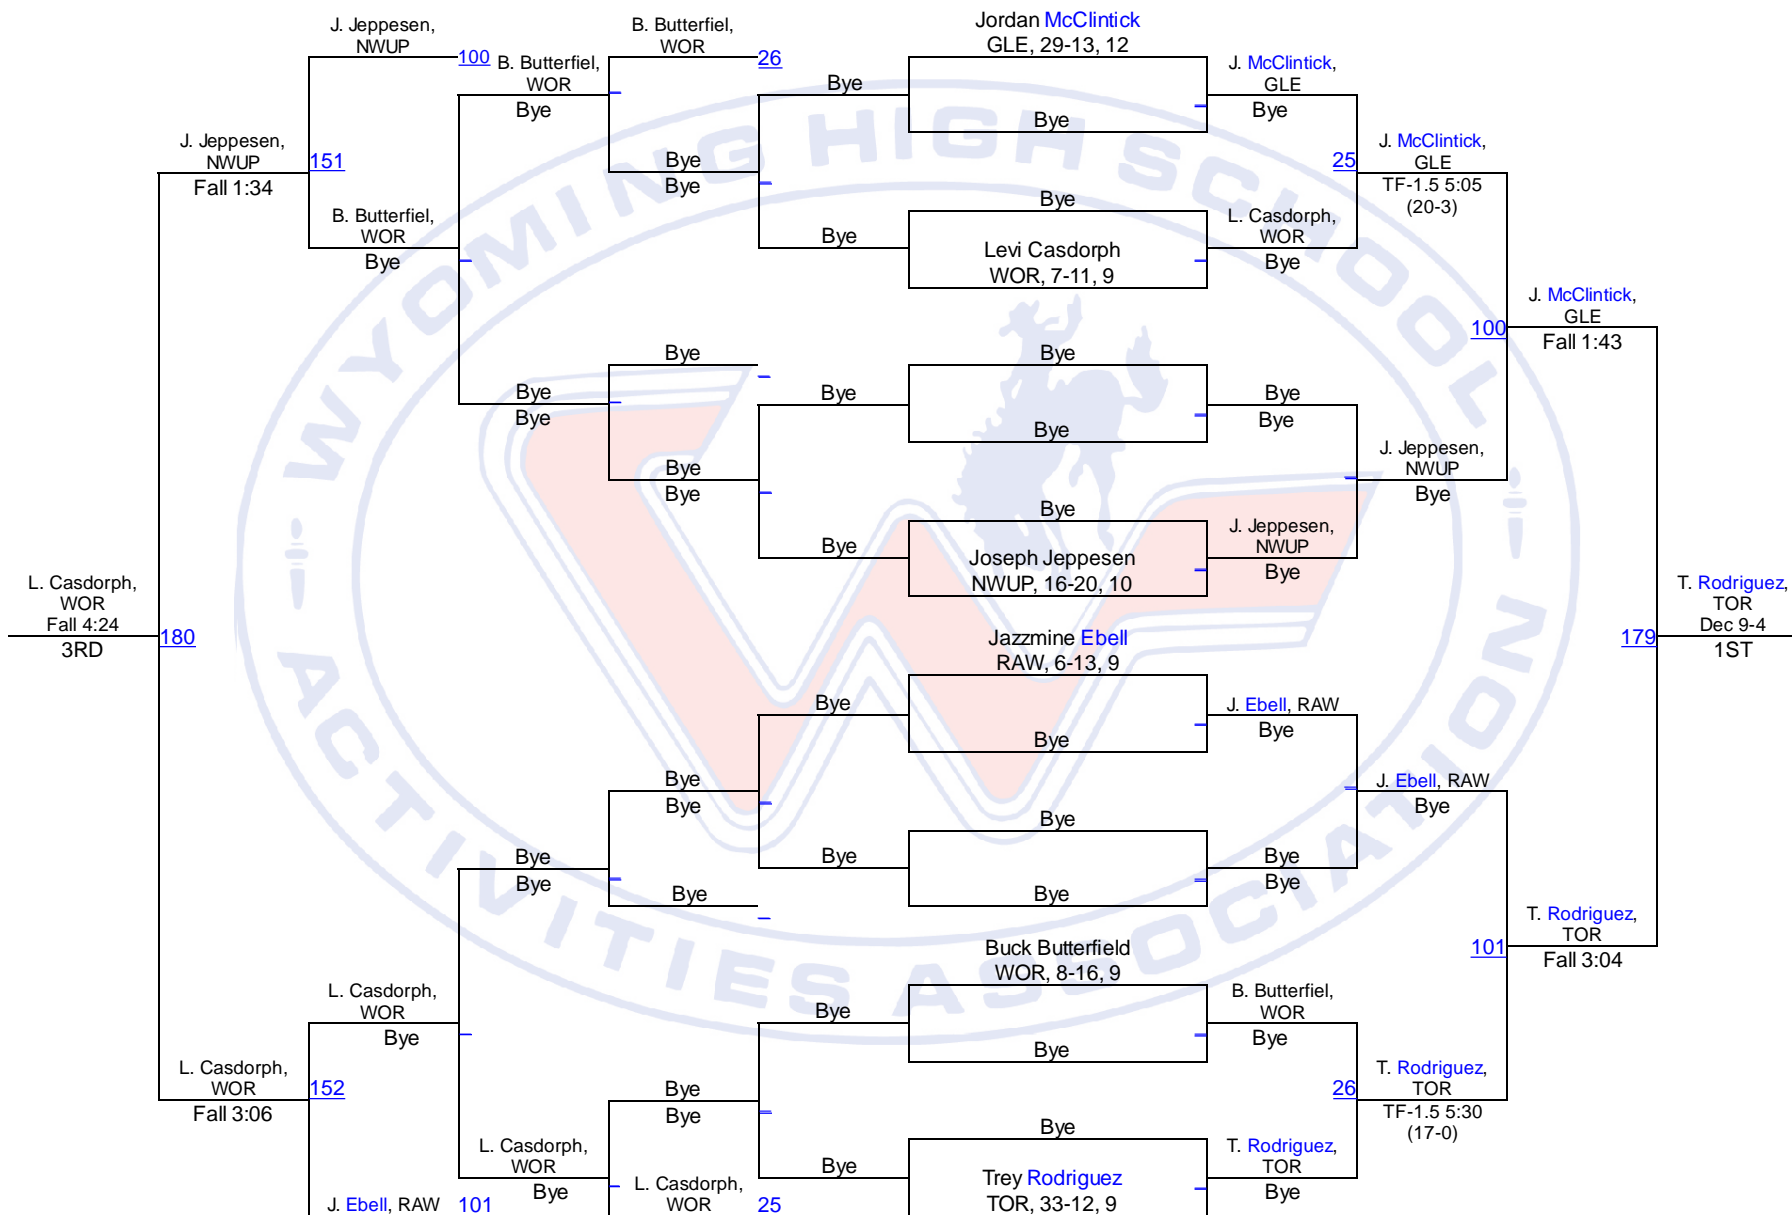 J. Jeppesen,
NWUP
100
B. Butterfiel,
WOR
Bye
B. Butterfiel,
WOR
26
Jordan McClintick
GLE, 29-13, 12
Bye
Bye
J. McClintick,
GLE
Bye
J. Jeppesen,
NWUP
Fall 1:34
151
Bye
Bye
25
J. McClintick,
GLE
TF-1.5 5:05
(20-3)
B. Butterfiel,
WOR
Bye
Bye
Bye
Levi Casdorph
WOR, 7-11, 9
L. Casdorph,
WOR
Bye
100
J. McClintick,
GLE
Fall 1:43
Bye
Bye
Bye
Bye
Bye
Bye
Bye
Bye
Bye
Bye
Bye
J. Jeppesen,
NWUP
Bye
Bye
Bye
Joseph Jeppesen
NWUP, 16-20, 10
J. Jeppesen,
NWUP
Bye
L. Casdorph,
WOR
Fall 4:24
3RD
180
179
T. Rodriguez,
TOR
Dec 9-4
1ST
Jazzmine Ebell
RAW, 6-13, 9
Bye
Bye
J. Ebell, RAW
Bye
Bye
Bye
J. Ebell, RAW
Bye
Bye
Bye
Bye
Bye
Bye
Bye
Bye
Bye
101
T. Rodriguez,
TOR
Fall 3:04
Buck Butterfield
WOR, 8-16, 9
L. Casdorph,
WOR
Bye
Bye
Bye
B. Butterfiel,
WOR
Bye
L. Casdorph,
WOR
Fall 3:06
152
Bye
Bye
26
T. Rodriguez,
TOR
TF-1.5 5:30
(17-0)
Bye
Bye
Trey Rodriguez
TOR, 33-12, 9
T. Rodriguez,
TOR
Bye
L. Casdorph,
WOR
Bye
J. Ebell, RAW
101
L. Casdorph,
WOR
25
WYOMING HIGH SCHOOL
ACTIVITIES ASSOCIATION